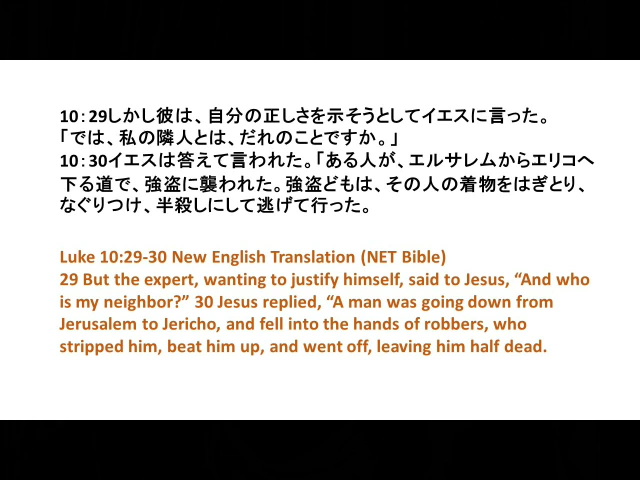 10：29しかし彼は、自分の正しさを示そうとしてイエスに言った。
「では、私の隣人とは、だれのことですか。」
10：30イエスは答えて言われた。「ある人が、エルサレムからエリコへ
下る道で、強盗に襲われた。強盗どもは、その人の着物をはぎとり、
なぐりつけ、半殺しにして逃げて行った。
Luke 10:29-30 New English Translation (NET Bible)
29 But the expert, wanting to justify himself, said to Jesus, “And who
is my neighbor?” 30 Jesus replied, “A man was going down from
Jerusalem to Jericho, and fell into the hands of robbers, who
stripped him, beat him up, and went off, leaving him half dead.